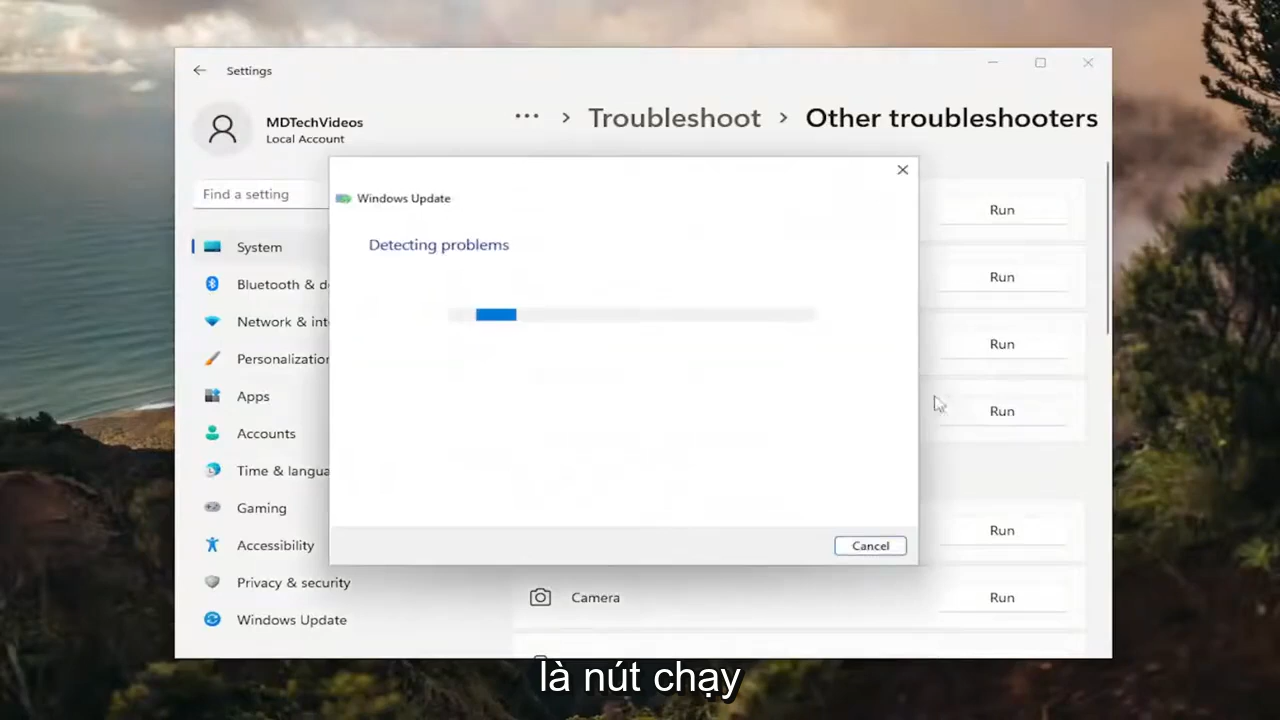 Settings
MDTechVideos
Local Account
··· > Troubleshoot > Other troubleshooters
Find a setting
System
Bluetooth & d
Network & int
Personalization
Apps
Accounts
Time & langua
Gaming
Accessibility
Privacy & security
Windows Update
Windows Update
Detecting problems
Cancel
Run
Run
Run
Run
Run
Camera
Run
là nút chạy